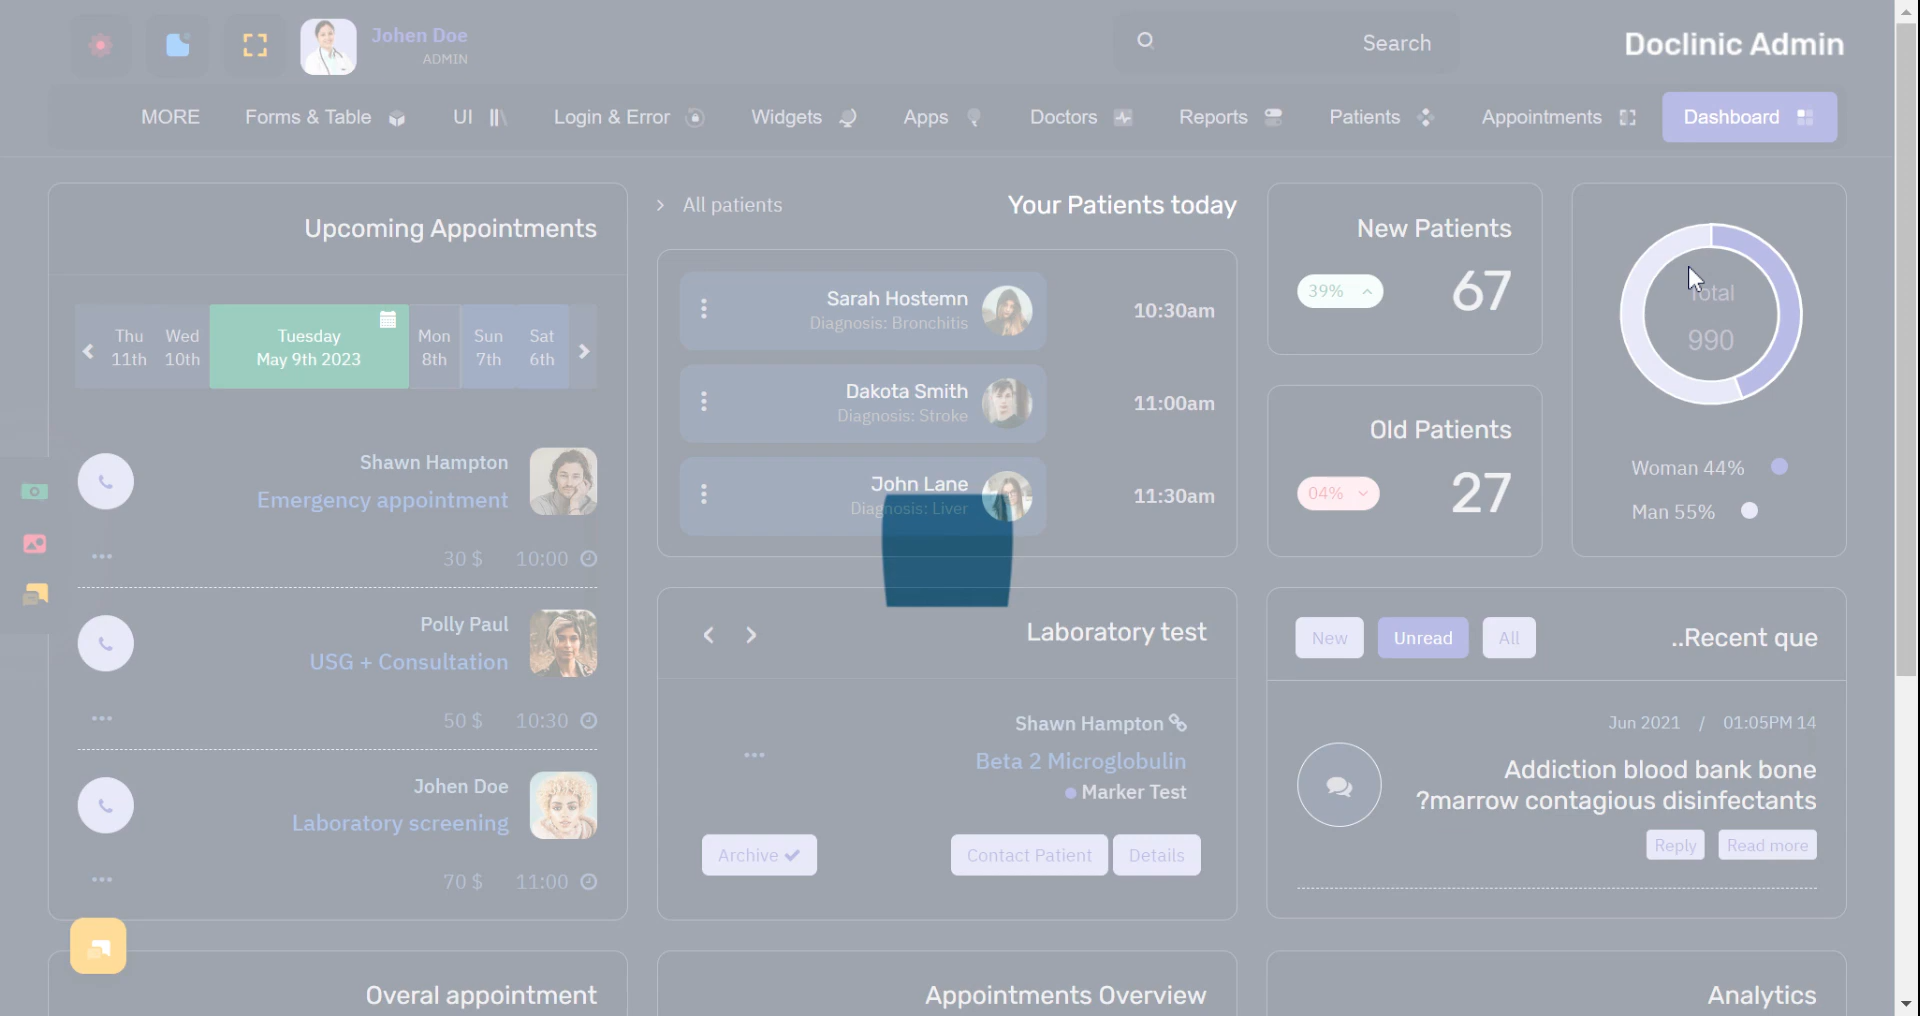 Johen Doe
ADMIN
Search
Doclinic Admin
MORE
Forms & Table
UI
Login & Error
Widgets
Apps
Doctors
Reports
Patients
Appointments
Dashboard
Upcoming Appointments
Thu
11th
Wed
10th
Tuesday
May 9th 2023
Mon
8th
Sun
7th
Sat
6th
Shawn Hampton
Emergency appointment
30 $ 10:00
Polly Paul
USG + Consultation
50 $ 10:30
Johen Doe
Laboratory screening
70 $ 11:00
Overal appointment
All patients
Your Patients today
Sarah Hostemn
Diagnosis: Bronchitis
10:30am
Dakota Smith
Diagnosis: Stroke
11:00am
John Lane
Diagnosis: Liver
11:30am
Laboratory test
Shawn Hampton
Beta 2 Microglobulin
Marker Test
Archive
Contact Patient
Details
Appointments Overview
New Patients
39%
67
Old Patients
04%
27
Total
990
Woman 44%
Man 55%
New
Unread
All
..Recent que
Jun 2021 / 01:05PM 14
Addiction blood bank bone
?marrow contagious disinfectants
Reply
Read more
Analytics